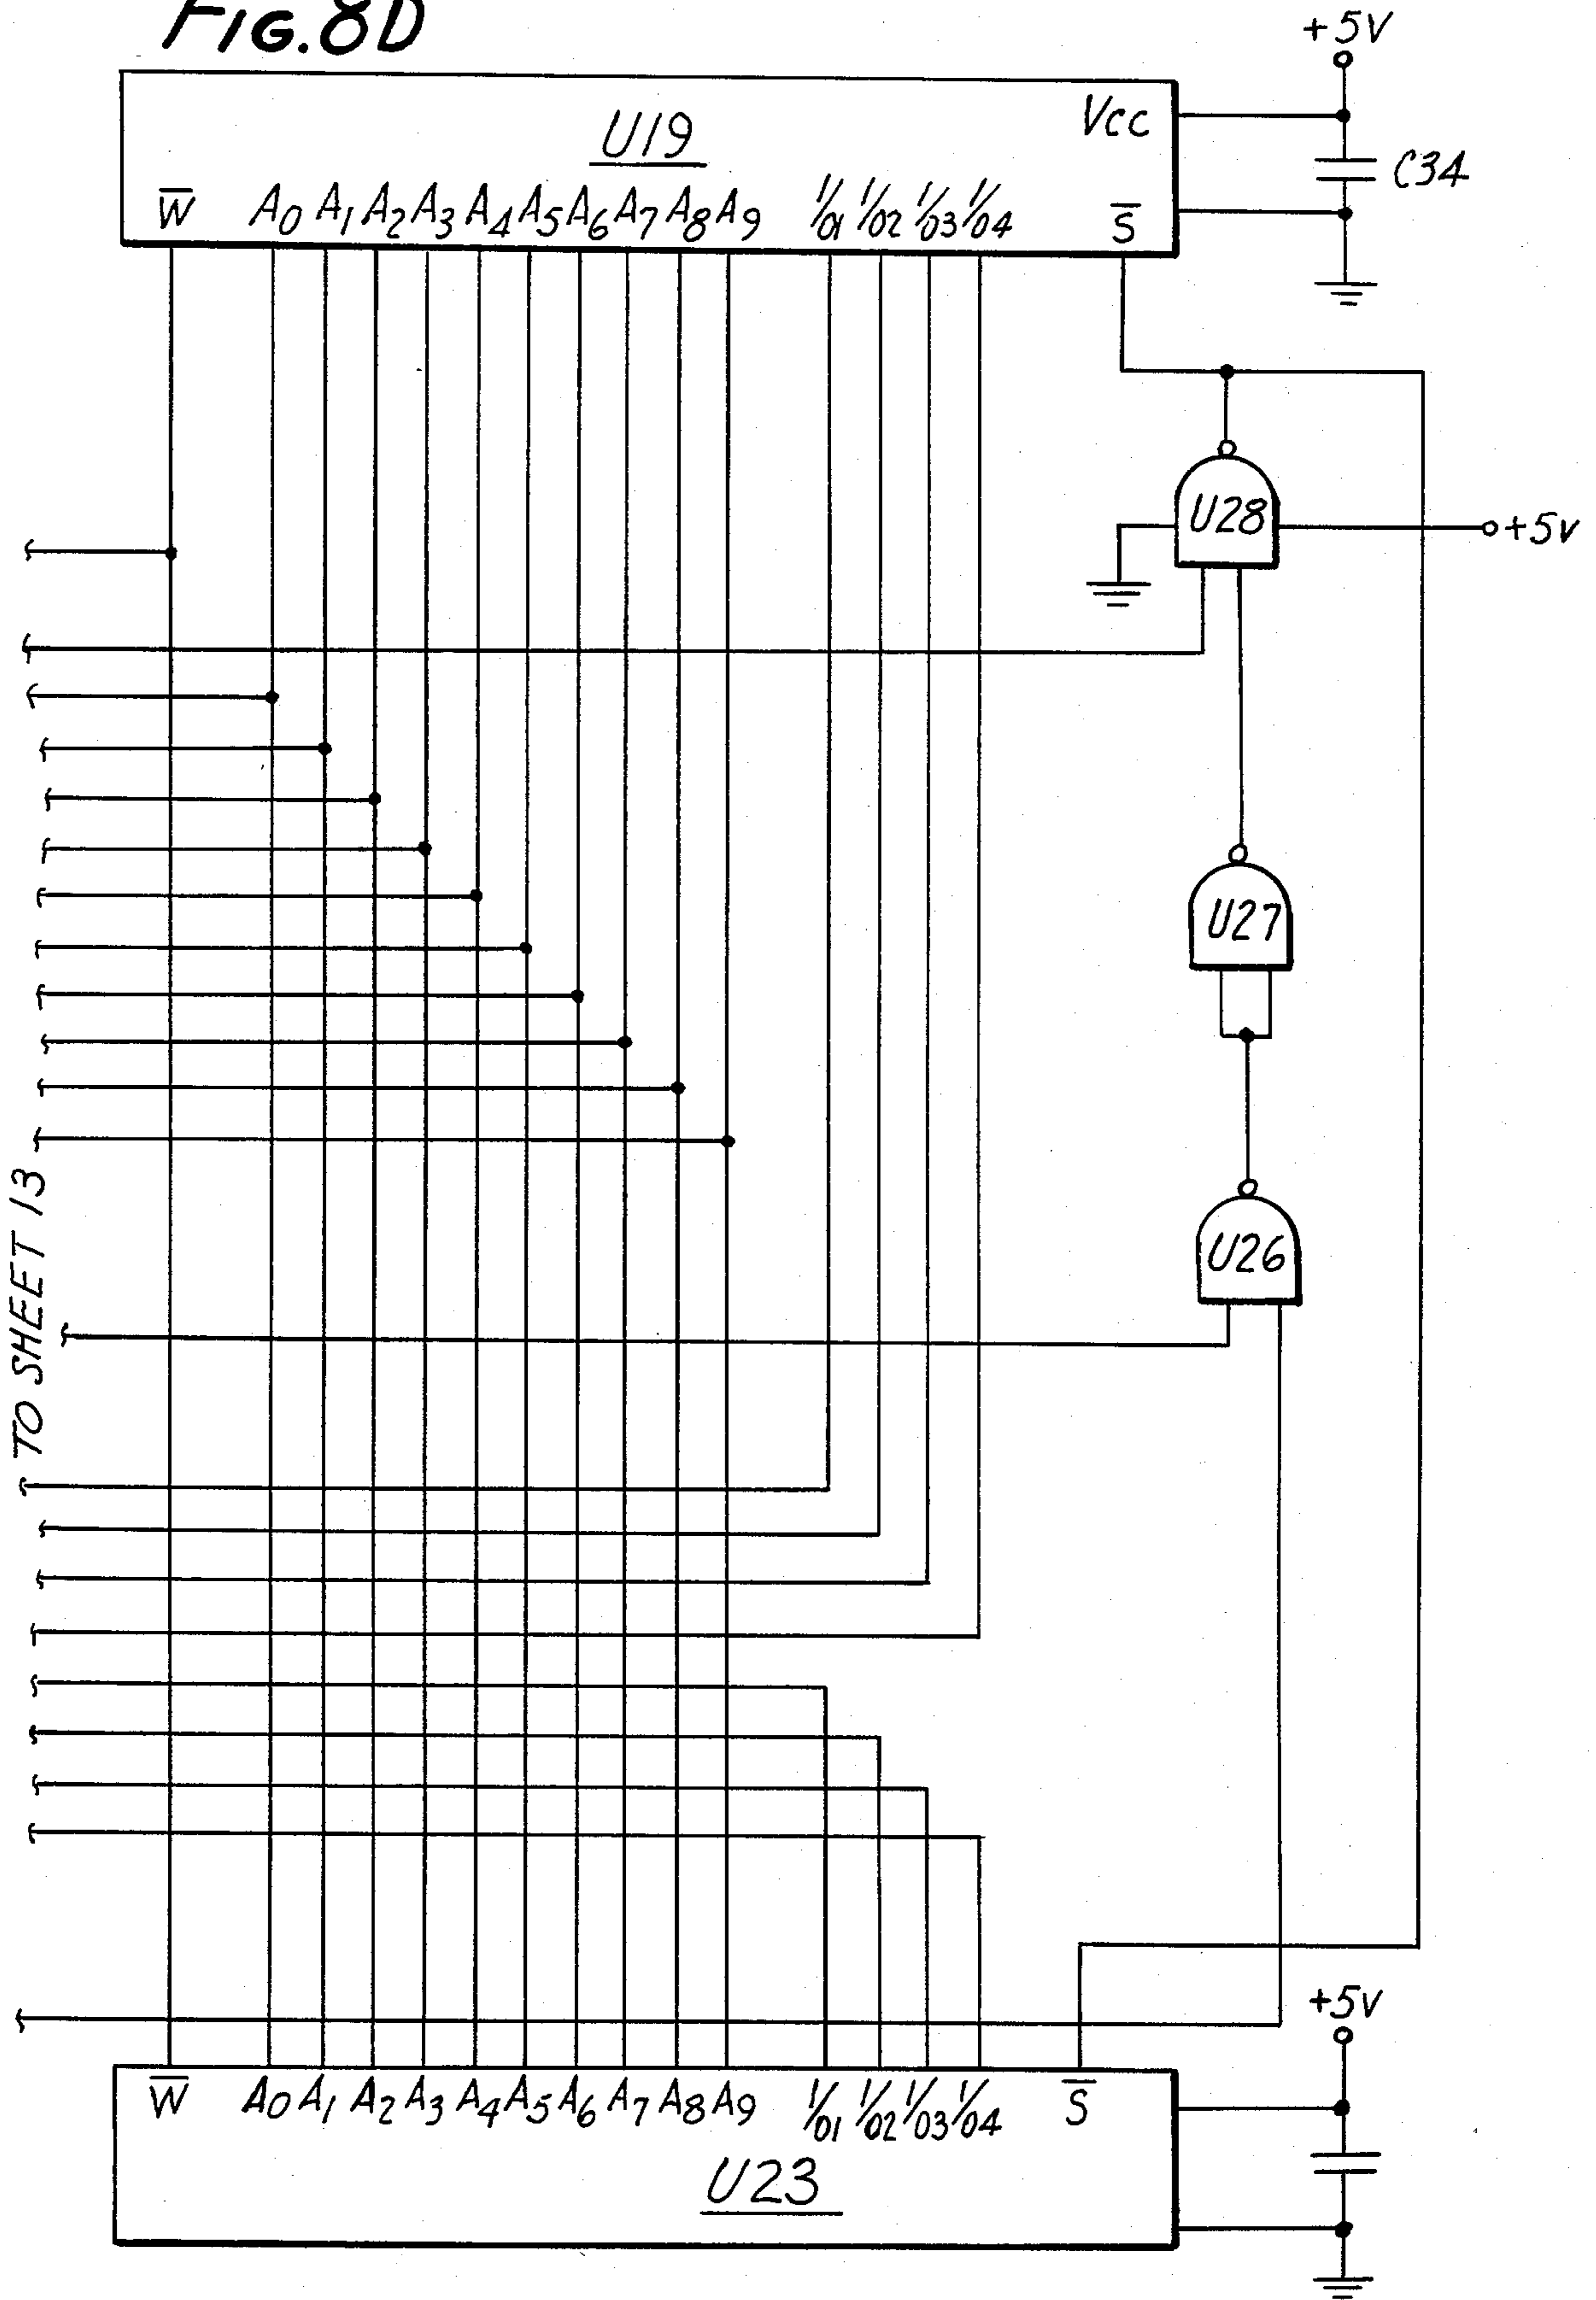 FIG. 8D
+5V
U19
VCC
C34
W̅ A0 A1 A2 A3 A4 A5 A6 A7 A8 A9 I/O1 I/O2 I/O3 I/O4 S̅
U28
+5V
U27
TO SHEET 13
U26
+5V
W̅ A0 A1 A2 A3 A4 A5 A6 A7 A8 A9 I/O1 I/O2 I/O3 I/O4 S̅
U23